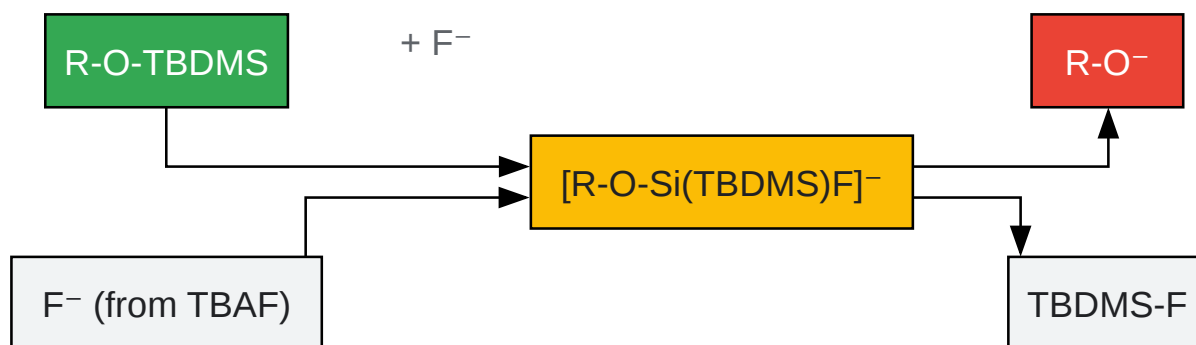 R-O-TBDMS
+ F⁻
R-O⁻
[R-O-Si(TBDMS)F]⁻
F⁻ (from TBAF)
TBDMS-F